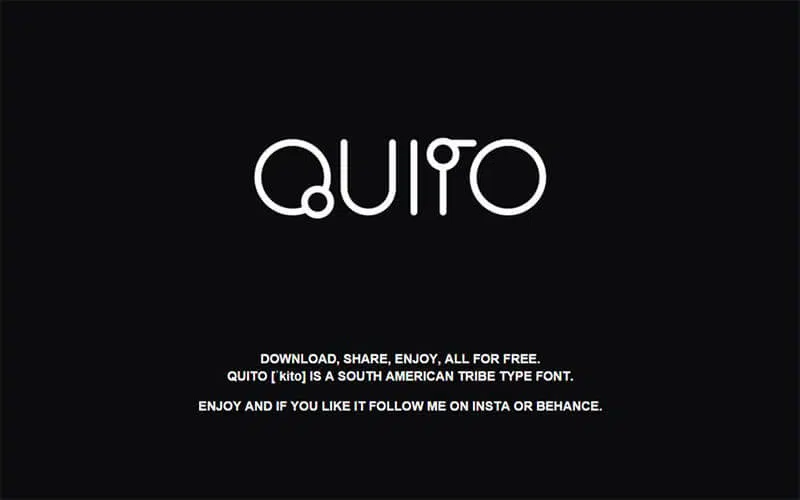 QUITO
DOWNLOAD, SHARE, ENJOY, ALL FOR FREE.
QUITO [ˈkito] IS A SOUTH AMERICAN TRIBE TYPE FONT.
ENJOY AND IF YOU LIKE IT FOLLOW ME ON INSTA OR BEHANCE.